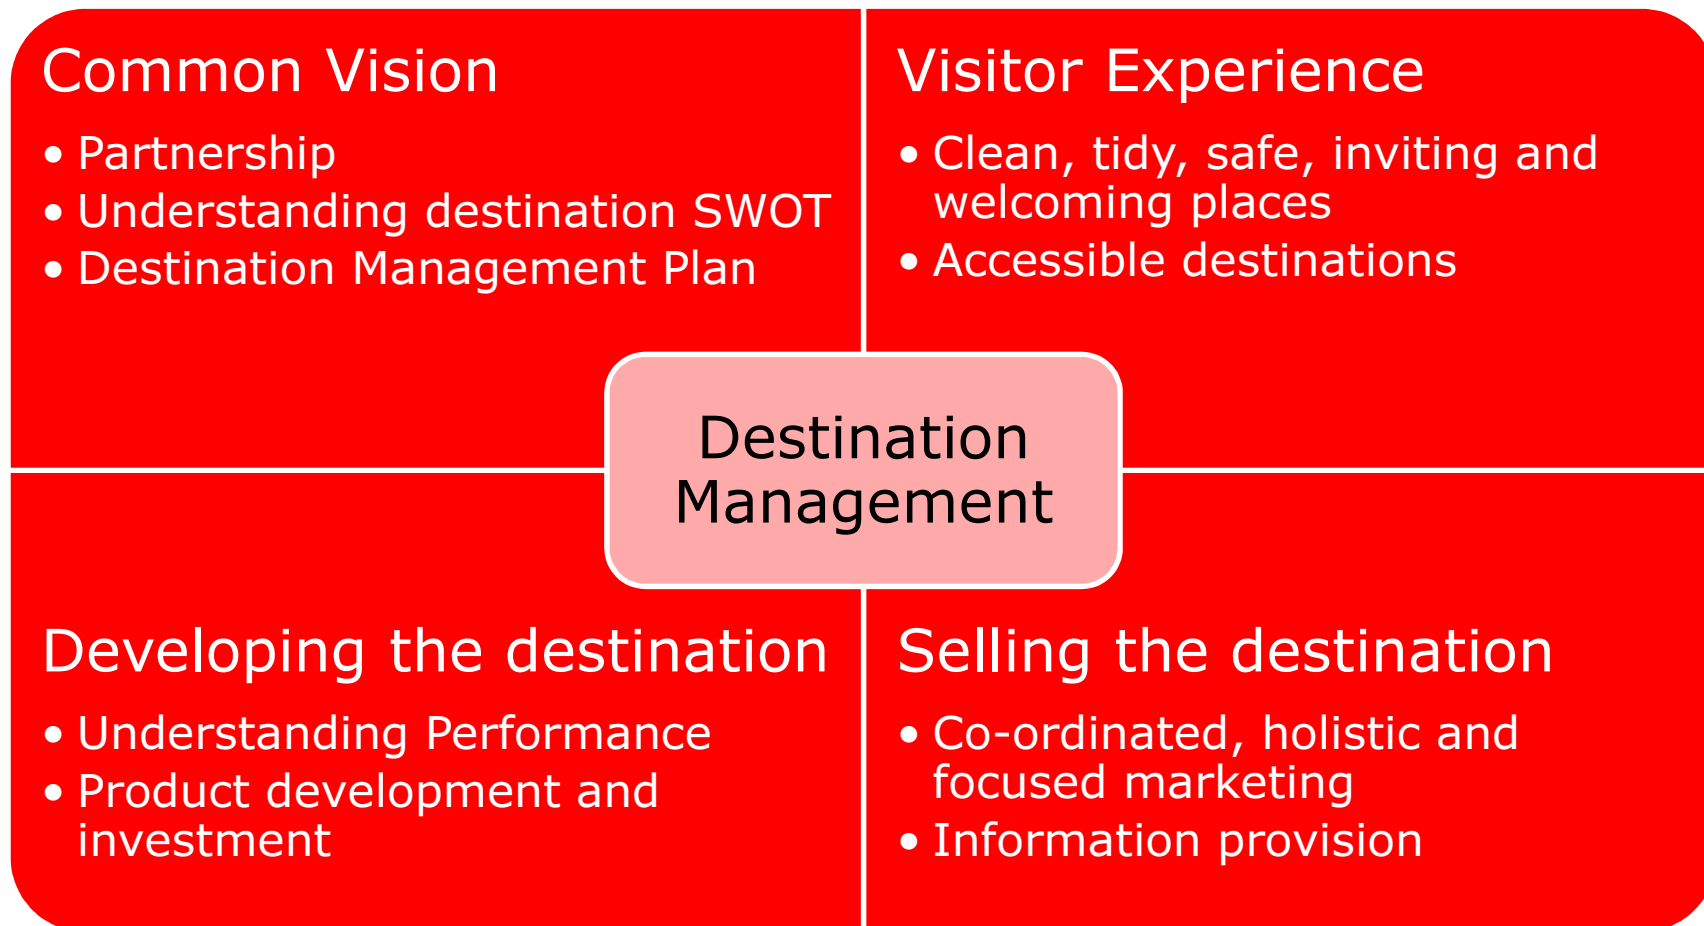 Common Vision
• Partnership
• Understanding destination SWOT
• Destination Management Plan
Visitor Experience
• Clean, tidy, safe, inviting and
welcoming places
• Accessible destinations
Destination
Management
Developing the destination
• Understanding Performance
• Product development and
investment
Selling the destination
• Co-ordinated, holistic and
focused marketing
• Information provision